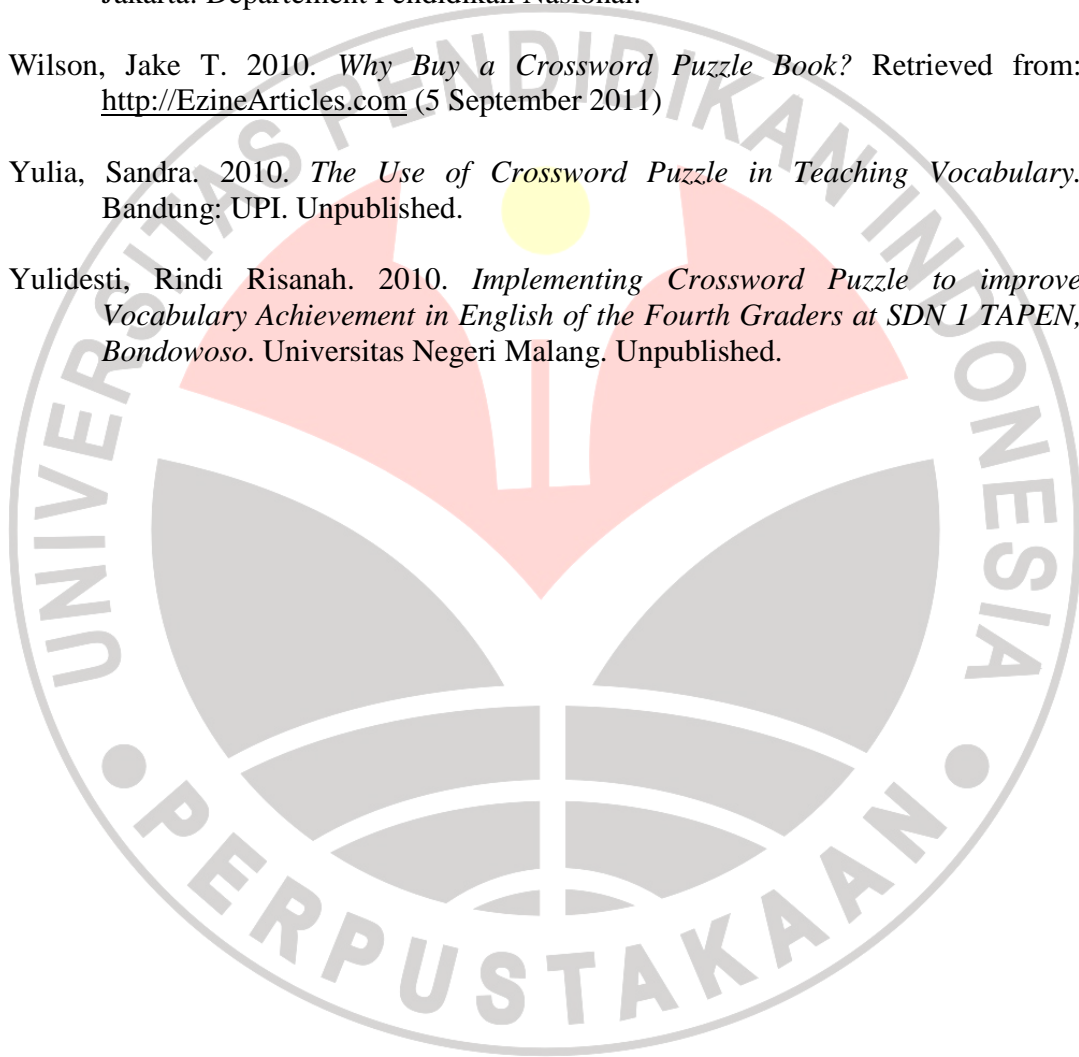 Jakarta: Departement Pendidikan Nasional.
Wilson, Jake T. 2010. Why Buy a Crossword Puzzle Book? Retrieved from:
http://EzineArticles.com (5 September 2011)
Yulia, Sandra. 2010. The Use of Crossword Puzzle in Teaching Vocabulary.
Bandung: UPI. Unpublished.
Yulidesti, Rindi Risanah. 2010. Implementing Crossword Puzzle to improve
Vocabulary Achievement in English of the Fourth Graders at SDN 1 TAPEN,
Bondowoso. Universitas Negeri Malang. Unpublished.
UNIVERSITAS PENDIDIKAN INDONESIA
PERPUSTAKAAN